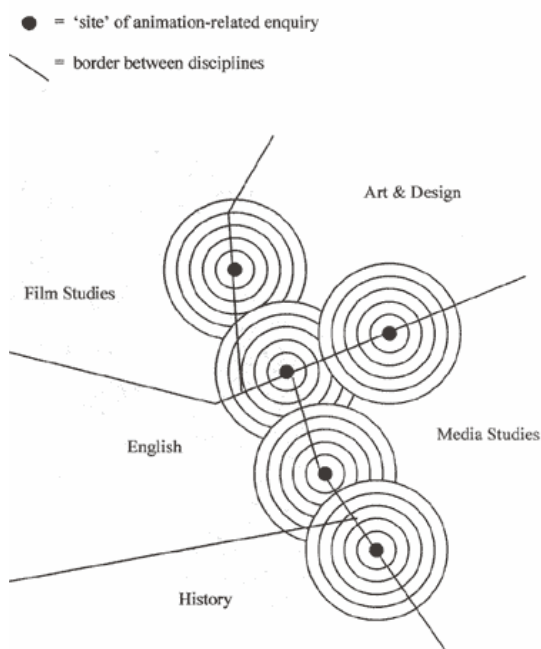 = ‘site’ of animation-related enquiry
= border between disciplines
Art & Design
Film Studies
English
Media Studies
History